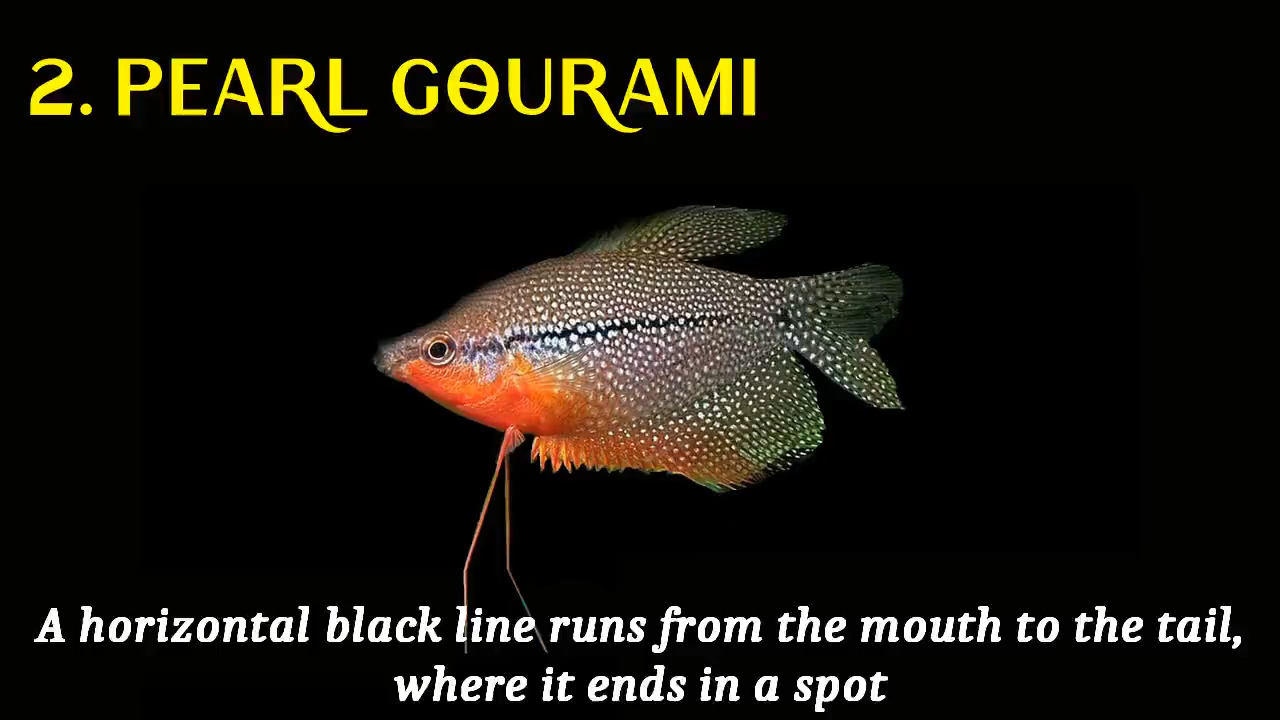 2. PEARL GOURAMI
A horizontal black line runs from the mouth to the tail,
where it ends in a spot